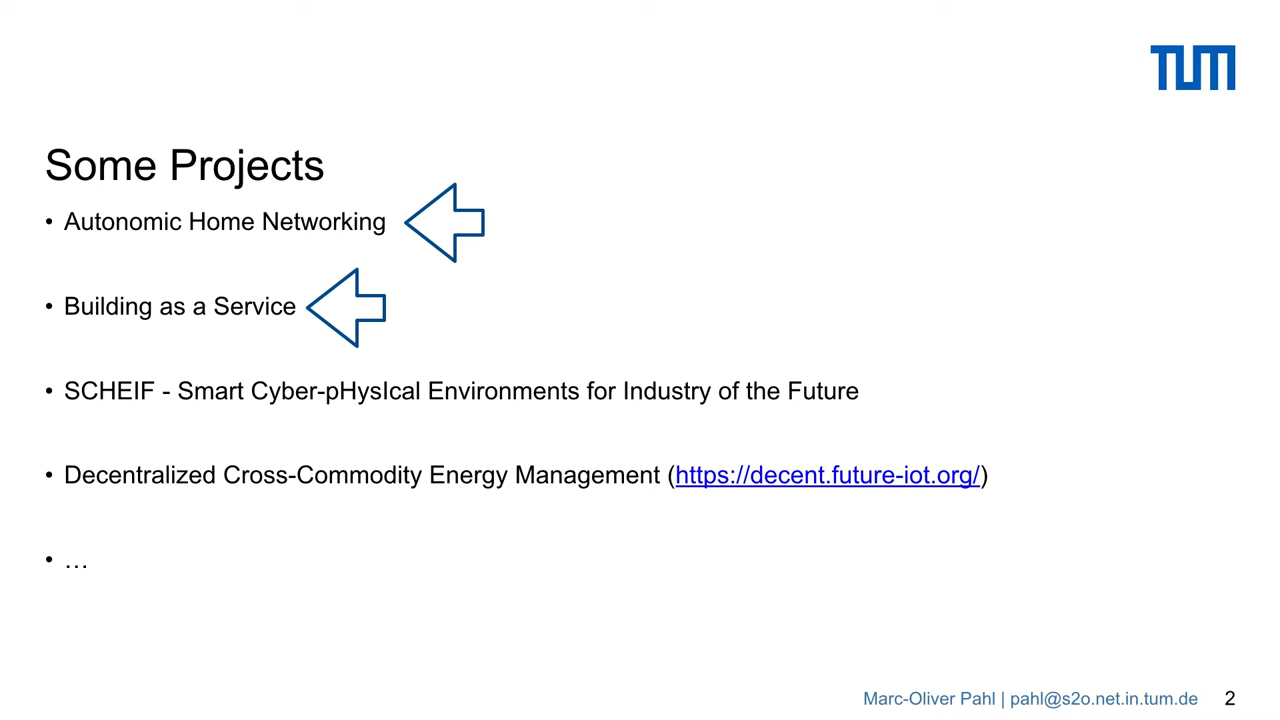 TUM
Some Projects
• Autonomic Home Networking
• Building as a Service
• SCHEIF - Smart Cyber-pHysIcal Environments for Industry of the Future
• Decentralized Cross-Commodity Energy Management (https://decent.future-iot.org/)
• …
Marc-Oliver Pahl | pahl@s2o.net.in.tum.de 2